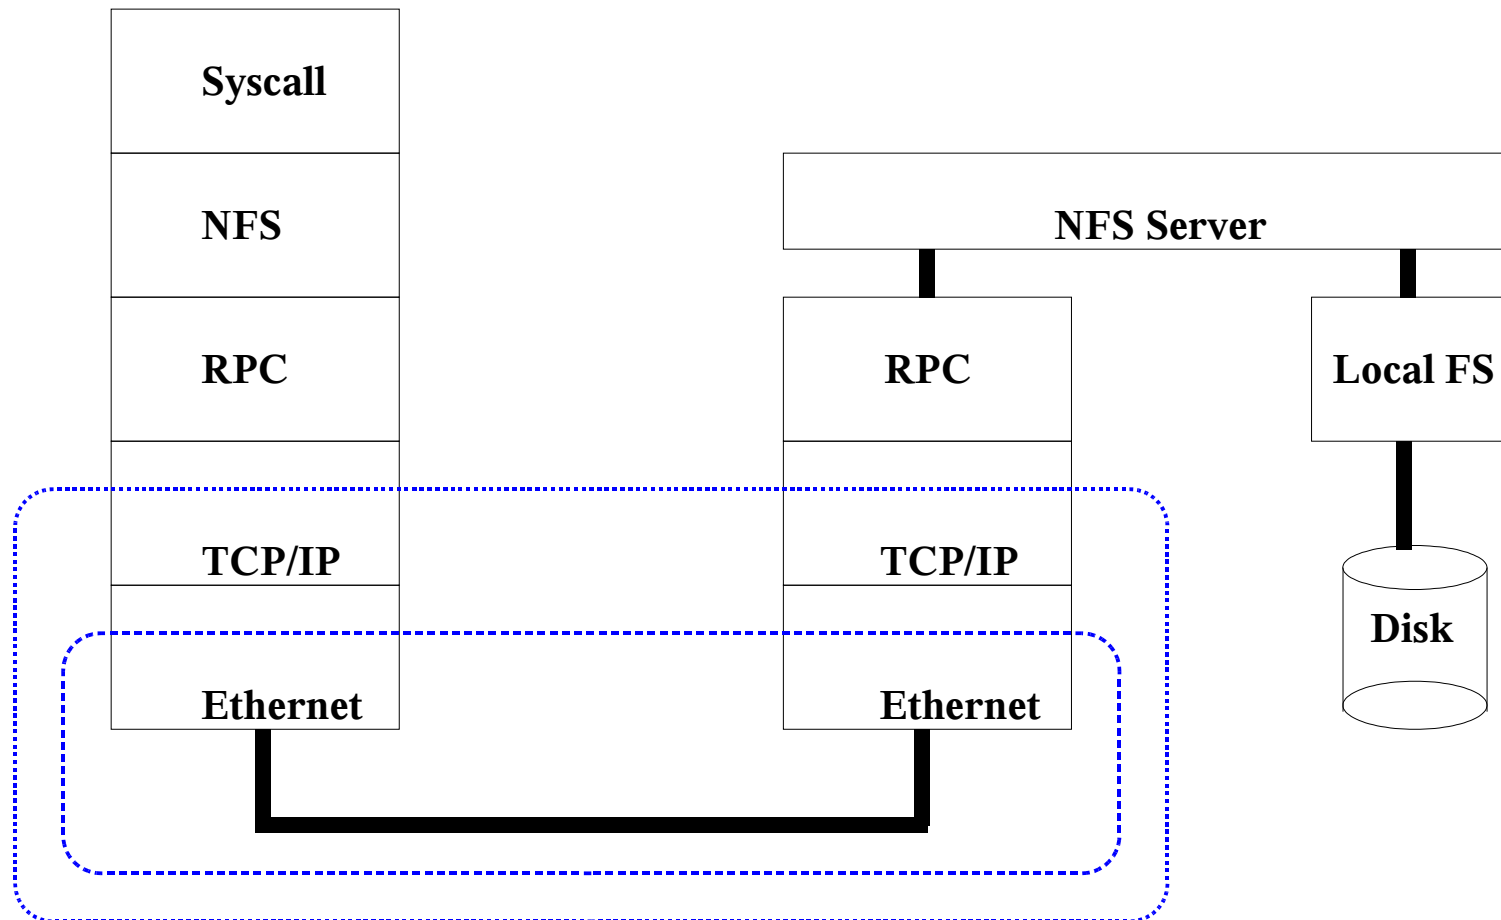 Syscall
NFS
NFS Server
RPC
RPC
Local FS
TCP/IP
TCP/IP
Disk
Ethernet
Ethernet